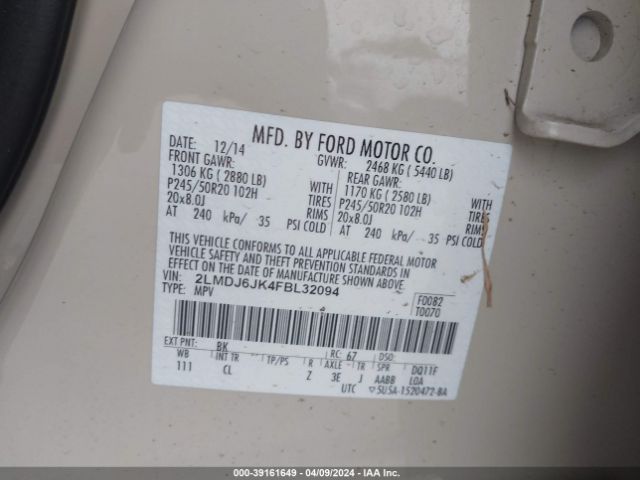 MFD. BY FORD MOTOR CO.
DATE: 12/14 GVWR: 2468 KG ( 5440 LB)
FRONT GAWR: REAR GAWR:
1306 KG ( 2880 LB) WITH 1170 KG ( 2580 LB) WITH
P245/50R20 102H TIRES P245/50R20 102H TIRES
20x8.0J RIMS 20x8.0J RIMS
AT 240 kPa/ 35 PSI COLD AT 240 kPa/ 35 PSI COLD
THIS VEHICLE CONFORMS TO ALL APPLICABLE FEDERAL MOTOR
VEHICLE SAFETY AND THEFT PREVENTION STANDARDS IN
EFFECT ON THE DATE OF MANUFACTURE SHOWN ABOVE.
VIN: 2LMDJ6JK4FBL32094 F0082
TYPE: MPV T0070
EXT PNT: BK RC: 67 DSO:
WB INT TR TP/PS R AXLE TR SPR DQ11F
111 CL Z 3E J AABB LOA
UTC ▽5U5A-1520472-BA
000-39161649 | 04/09/2024 | IAA Inc.